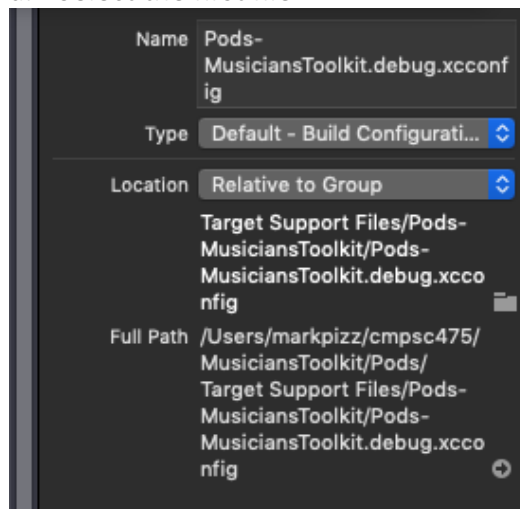 Name Pods-
MusiciansToolkit.debug.xcconf
ig
Type Default - Build Configurati...
Location Relative to Group
Target Support Files/Pods-
MusiciansToolkit/Pods-
MusiciansToolkit.debug.xcco
nfig
Full Path /Users/markpizz/cmpsc475/
MusiciansToolkit/Pods/
Target Support Files/Pods-
MusiciansToolkit/Pods-
MusiciansToolkit.debug.xcco
nfig